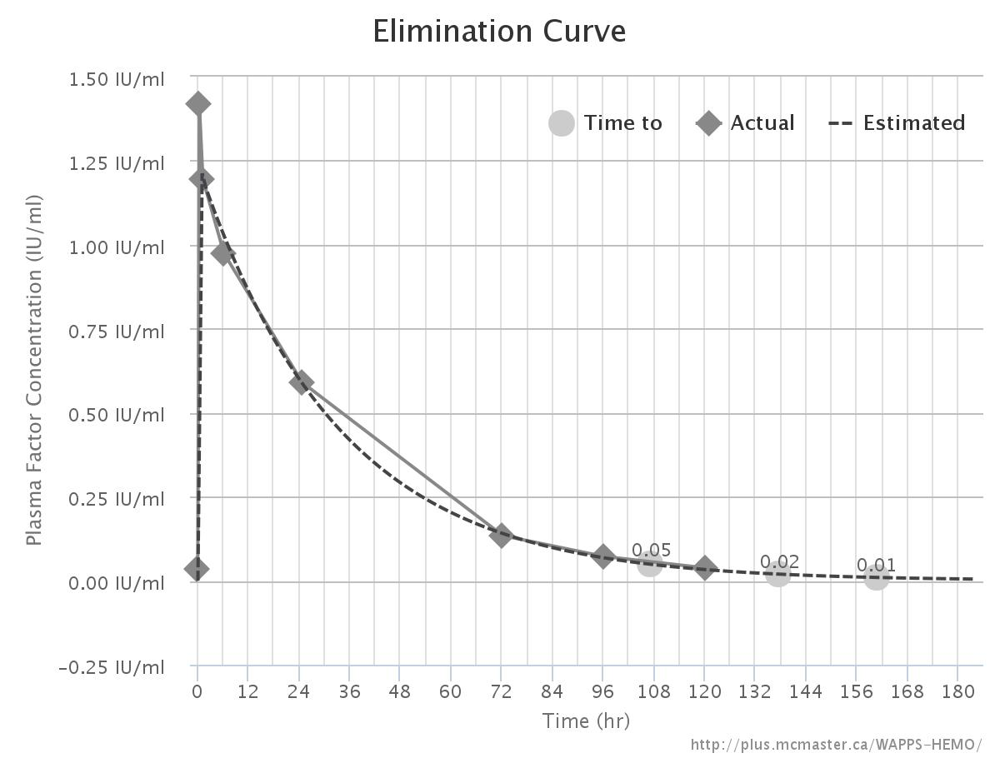 Elimination Curve
1.50 IU/ml
1.25 IU/ml
1.00 IU/ml
0.75 IU/ml
0.50 IU/ml
0.25 IU/ml
0.00 IU/ml
-0.25 IU/ml
Plasma Factor Concentration (IU/ml)
Time to Actual Estimated
0.05 0.02 0.01
0 12 24 36 48 60 72 84 96 108 120 132 144 156 168 180
Time (hr)
http://plus.mcmaster.ca/WAPPS-HEMO/